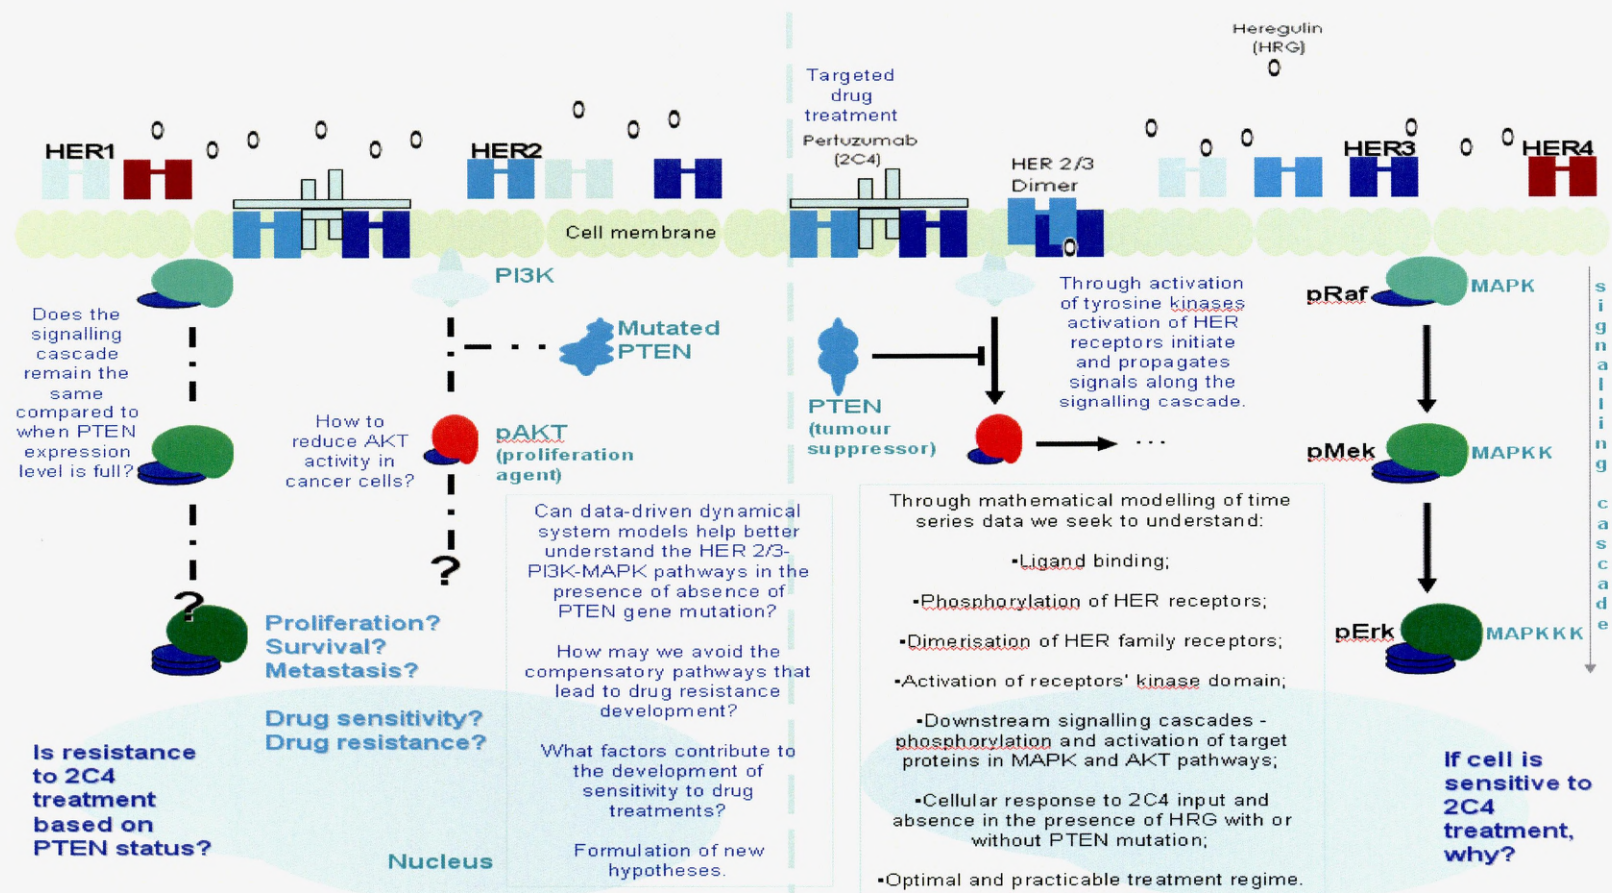 Heregulin
(HRG)
Targeted
drug
treatment
Pertuzumab
(2C4)
HER1
HER2
HER 2/3
Dimer
HER3
HER4
Cell membrane
PI3K
Mutated
PTEN
Does the
signalling
cascade
remain the
same
compared to
when PTEN
expression
level is full?
How to
reduce AKT
activity in
cancer cells?
pAKT
(proliferation
agent)
?
?
Proliferation?
Survival?
Metastasis?
Drug sensitivity?
Drug resistance?
Is resistance
to 2C4
treatment
based on
PTEN status?
Nucleus
Can data-driven dynamical
system models help better
understand the HER 2/3-
PI3K-MAPK pathways in the
presence of absence of
PTEN gene mutation?
How may we avoid the
compensatory pathways that
lead to drug resistance
development?
What factors contribute to
the development of
sensitivity to drug
treatments?
Formulation of new
hypotheses.
PTEN
(tumour
suppressor)
...
Through activation
of tyrosine kinases
activation of HER
receptors initiate
and propagates
signals along the
signalling cascade.
Through mathematical modelling of time
series data we seek to understand:
▪Ligand binding;
▪Phosphorylation of HER receptors;
▪Dimerisation of HER family receptors;
▪Activation of receptors' kinase domain;
▪Downstream signalling cascades -
phosphorylation and activation of target
proteins in MAPK and AKT pathways;
▪Cellular response to 2C4 input and
absence in the presence of HRG with or
without PTEN mutation;
▪Optimal and practicable treatment regime.
pRaf
MAPK
pMek
MAPKK
pErk
MAPKKK
signalling cascade
If cell is
sensitive to
2C4
treatment,
why?